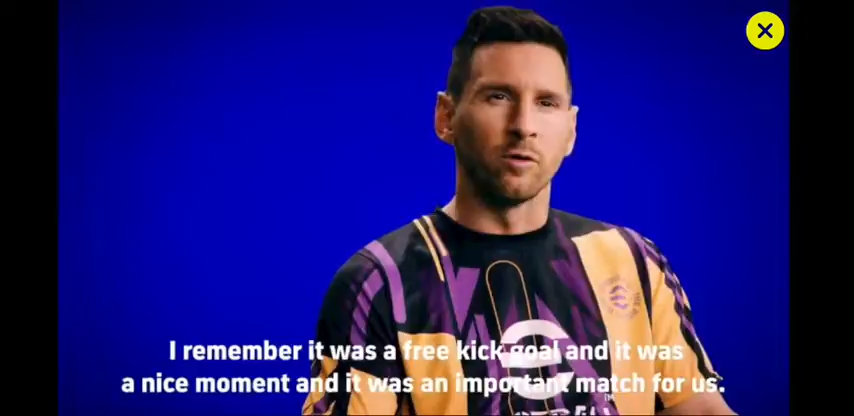 I remember it was a free kick goal and it was
a nice moment and it was an important match for us.
TM